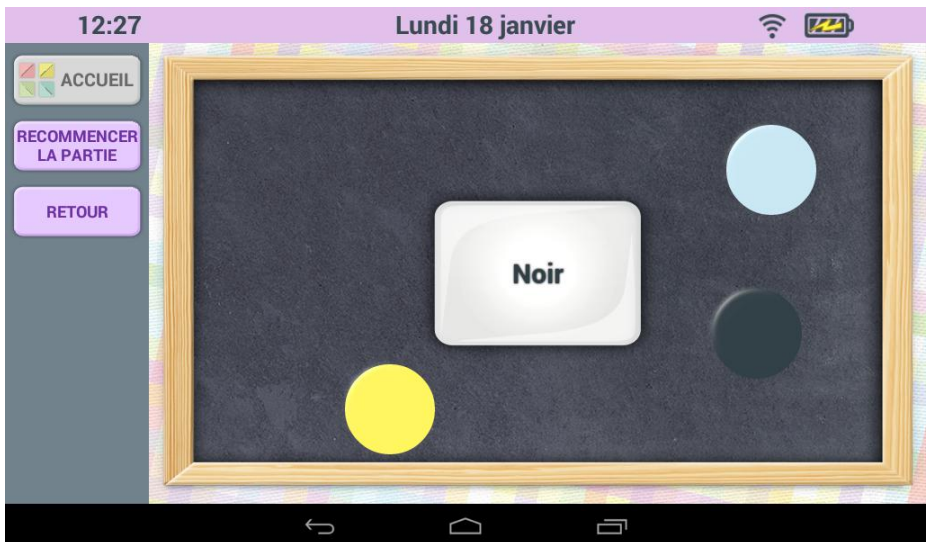 12:27
Lundi 18 janvier
ACCUEIL
RECOMMENCER
LA PARTIE
RETOUR
Noir